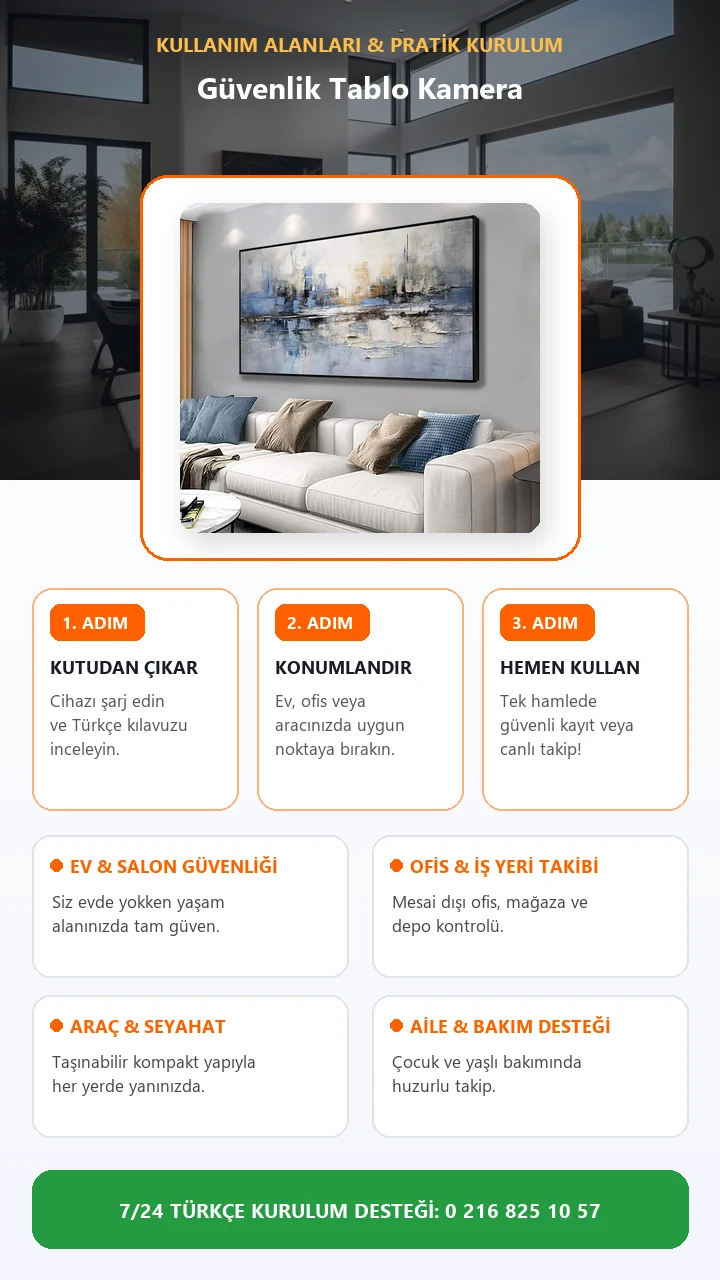 KULLANIM ALANLARI & PRATİK KURULUM
Güvenlik Tablo Kamera
1. ADIM
KUTUDAN ÇIKAR
Cihazı şarj edin
ve Türkçe kılavuzu
inceleyin.
2. ADIM
KONUMLANDIR
Ev, ofis veya
aracınızda uygun
noktaya bırakın.
3. ADIM
HEMEN KULLAN
Tek hamlede
güvenli kayıt veya
canlı takip!
EV & SALON GÜVENLİĞİ
Siz evde yokken yaşam
alanınızda tam güven.
OFİS & İŞ YERİ TAKİBİ
Mesai dışı ofis, mağaza ve
depo kontrolü.
ARAÇ & SEYAHAT
Taşınabilir kompakt yapıyla
her yerde yanınızda.
AİLE & BAKIM DESTEĞİ
Çocuk ve yaşlı bakımında
huzurlu takip.
7/24 TÜRKÇE KURULUM DESTEĞİ: 0 216 825 10 57